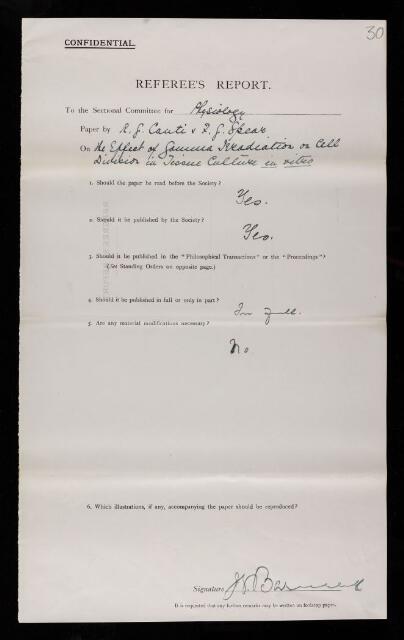 30
CONFIDENTIAL.
REFEREE'S REPORT.
To the Sectional Committee for Physiology
Paper by R. G. Canti & F. G. Spear
On the Effect of Gamma Irradiation on Cell
Division in Tissue Culture in vitro
1. Should the paper be read before the Society?
Yes.
2. Should it be published by the Society?
Yes.
3. Should it be published in the "Philosophical Transactions" or the "Proceedings"?
(See Standing Orders on opposite page.)
4. Should it be published in full or only in part?
In full.
5. Are any material modifications necessary?
No
6. Which illustrations, if any, accompanying the paper should be reproduced?
Signature
It is requested that any further remarks may be written on foolscap paper.